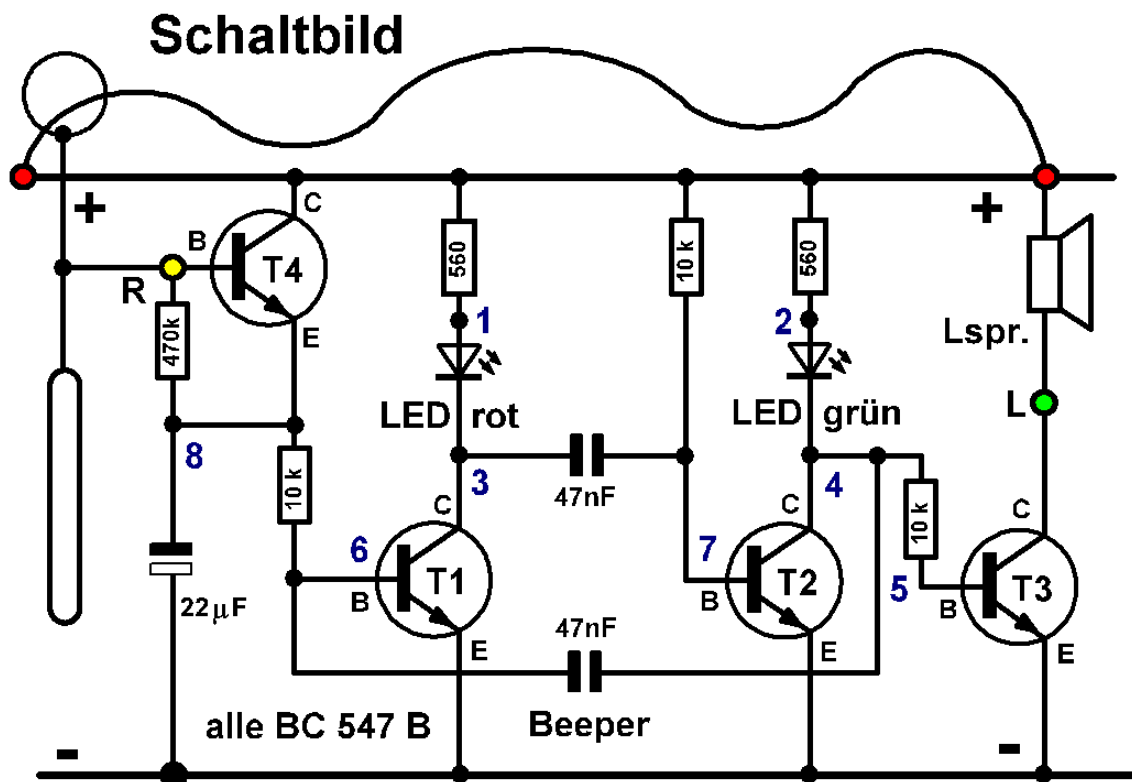 Schaltbild
+
+
C
B
T4
R
E
470k
560
10 k
560
1
2
Lspr.
LED rot
LED grün
L
8
10 k
3
47nF
4
10 k
C
C
C
6
7
5
T1
T2
T3
B
B
B
22µF
47nF
E
E
E
alle BC 547 B
Beeper
-
-